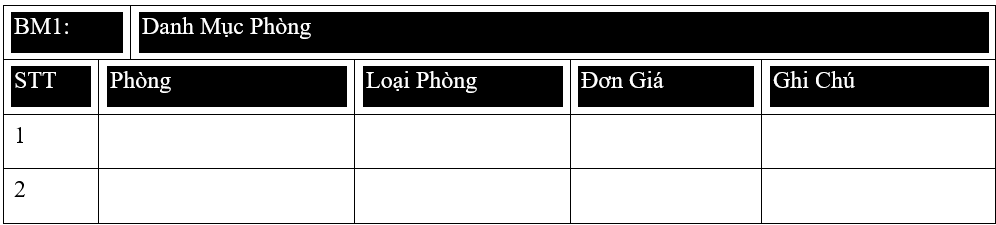 BM1: Danh Mục Phòng
STT Phòng Loại Phòng Đơn Giá Ghi Chú
1
2